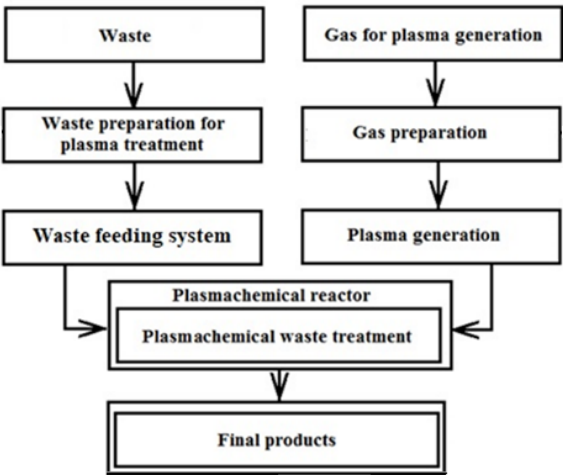 Waste
Gas for plasma generation
Waste preparation for
plasma treatment
Gas preparation
Waste feeding system
Plasma generation
Plasmachemical reactor
Plasmachemical waste treatment
Final products